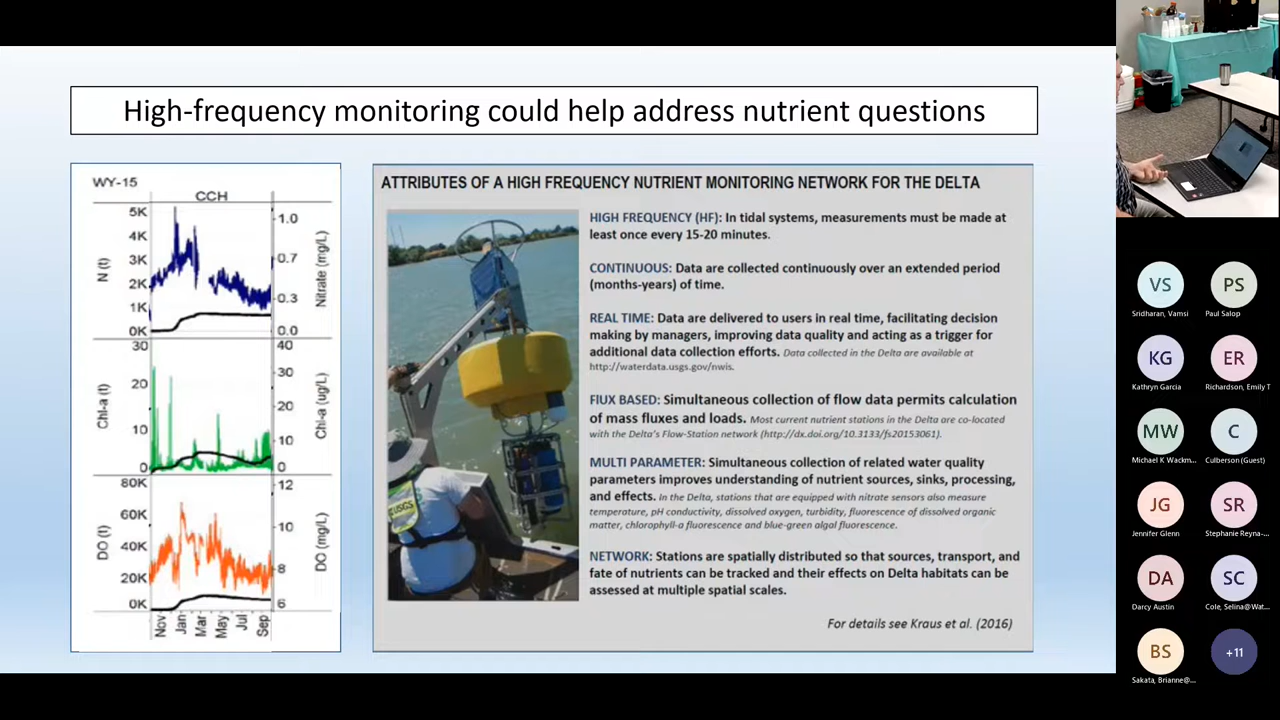 High-frequency monitoring could help address nutrient questions
WY-15
CCH
5K
4K
3K
2K
1K
0K
N (t)
1.0
0.7
0.3
0.0
Nitrate (mg/L)
30
20
10
0
Chl-a (t)
40
30
20
10
0
Chl-a (ug/L)
80K
60K
40K
20K
0K
DO (t)
12
10
8
6
DO (mg/L)
Nov
Jan
Mar
May
Jul
Sep
ATTRIBUTES OF A HIGH FREQUENCY NUTRIENT MONITORING NETWORK FOR THE DELTA
HIGH FREQUENCY (HF): In tidal systems, measurements must be made at
least once every 15-20 minutes.
CONTINUOUS: Data are collected continuously over an extended period
(months-years) of time.
REAL TIME: Data are delivered to users in real time, facilitating decision
making by managers, improving data quality and acting as a trigger for
additional data collection efforts. Data collected in the Delta are available at
http://waterdata.usgs.gov/nwis.
FlUX BASED: Simultaneous collection of flow data permits calculation
of mass fluxes and loads. Most current nutrient stations in the Delta are co-located
with the Delta's Flow-Station network (http://dx.doi.org/10.3133/fs20153061).
MULTI PARAMETER: Simultaneous collection of related water quality
parameters improves understanding of nutrient sources, sinks, processing,
and effects. In the Delta, stations that are equipped with nitrate sensors also measure
temperature, pH conductivity, dissolved oxygen, turbidity, fluorescence of dissolved organic
matter, chlorophyll-a fluorescence and blue-green algal fluorescence.
NETWORK: Stations are spatially distributed so that sources, transport, and
fate of nutrients can be tracked and their effects on Delta habitats can be
assessed at multiple spatial scales.
For details see Kraus et al. (2016)
USGS
VS
Sridharan, Vamsi
PS
Paul Salop
KG
Kathryn Garcia
ER
Richardson, Emily T
MW
Michael K Wackm...
C
Culberson (Guest)
JG
Jennifer Glenn
SR
Stephanie Reyna-...
DA
Darcy Austin
SC
Cole, Selina@Wat...
BS
Sakata, Brianne@...
+11